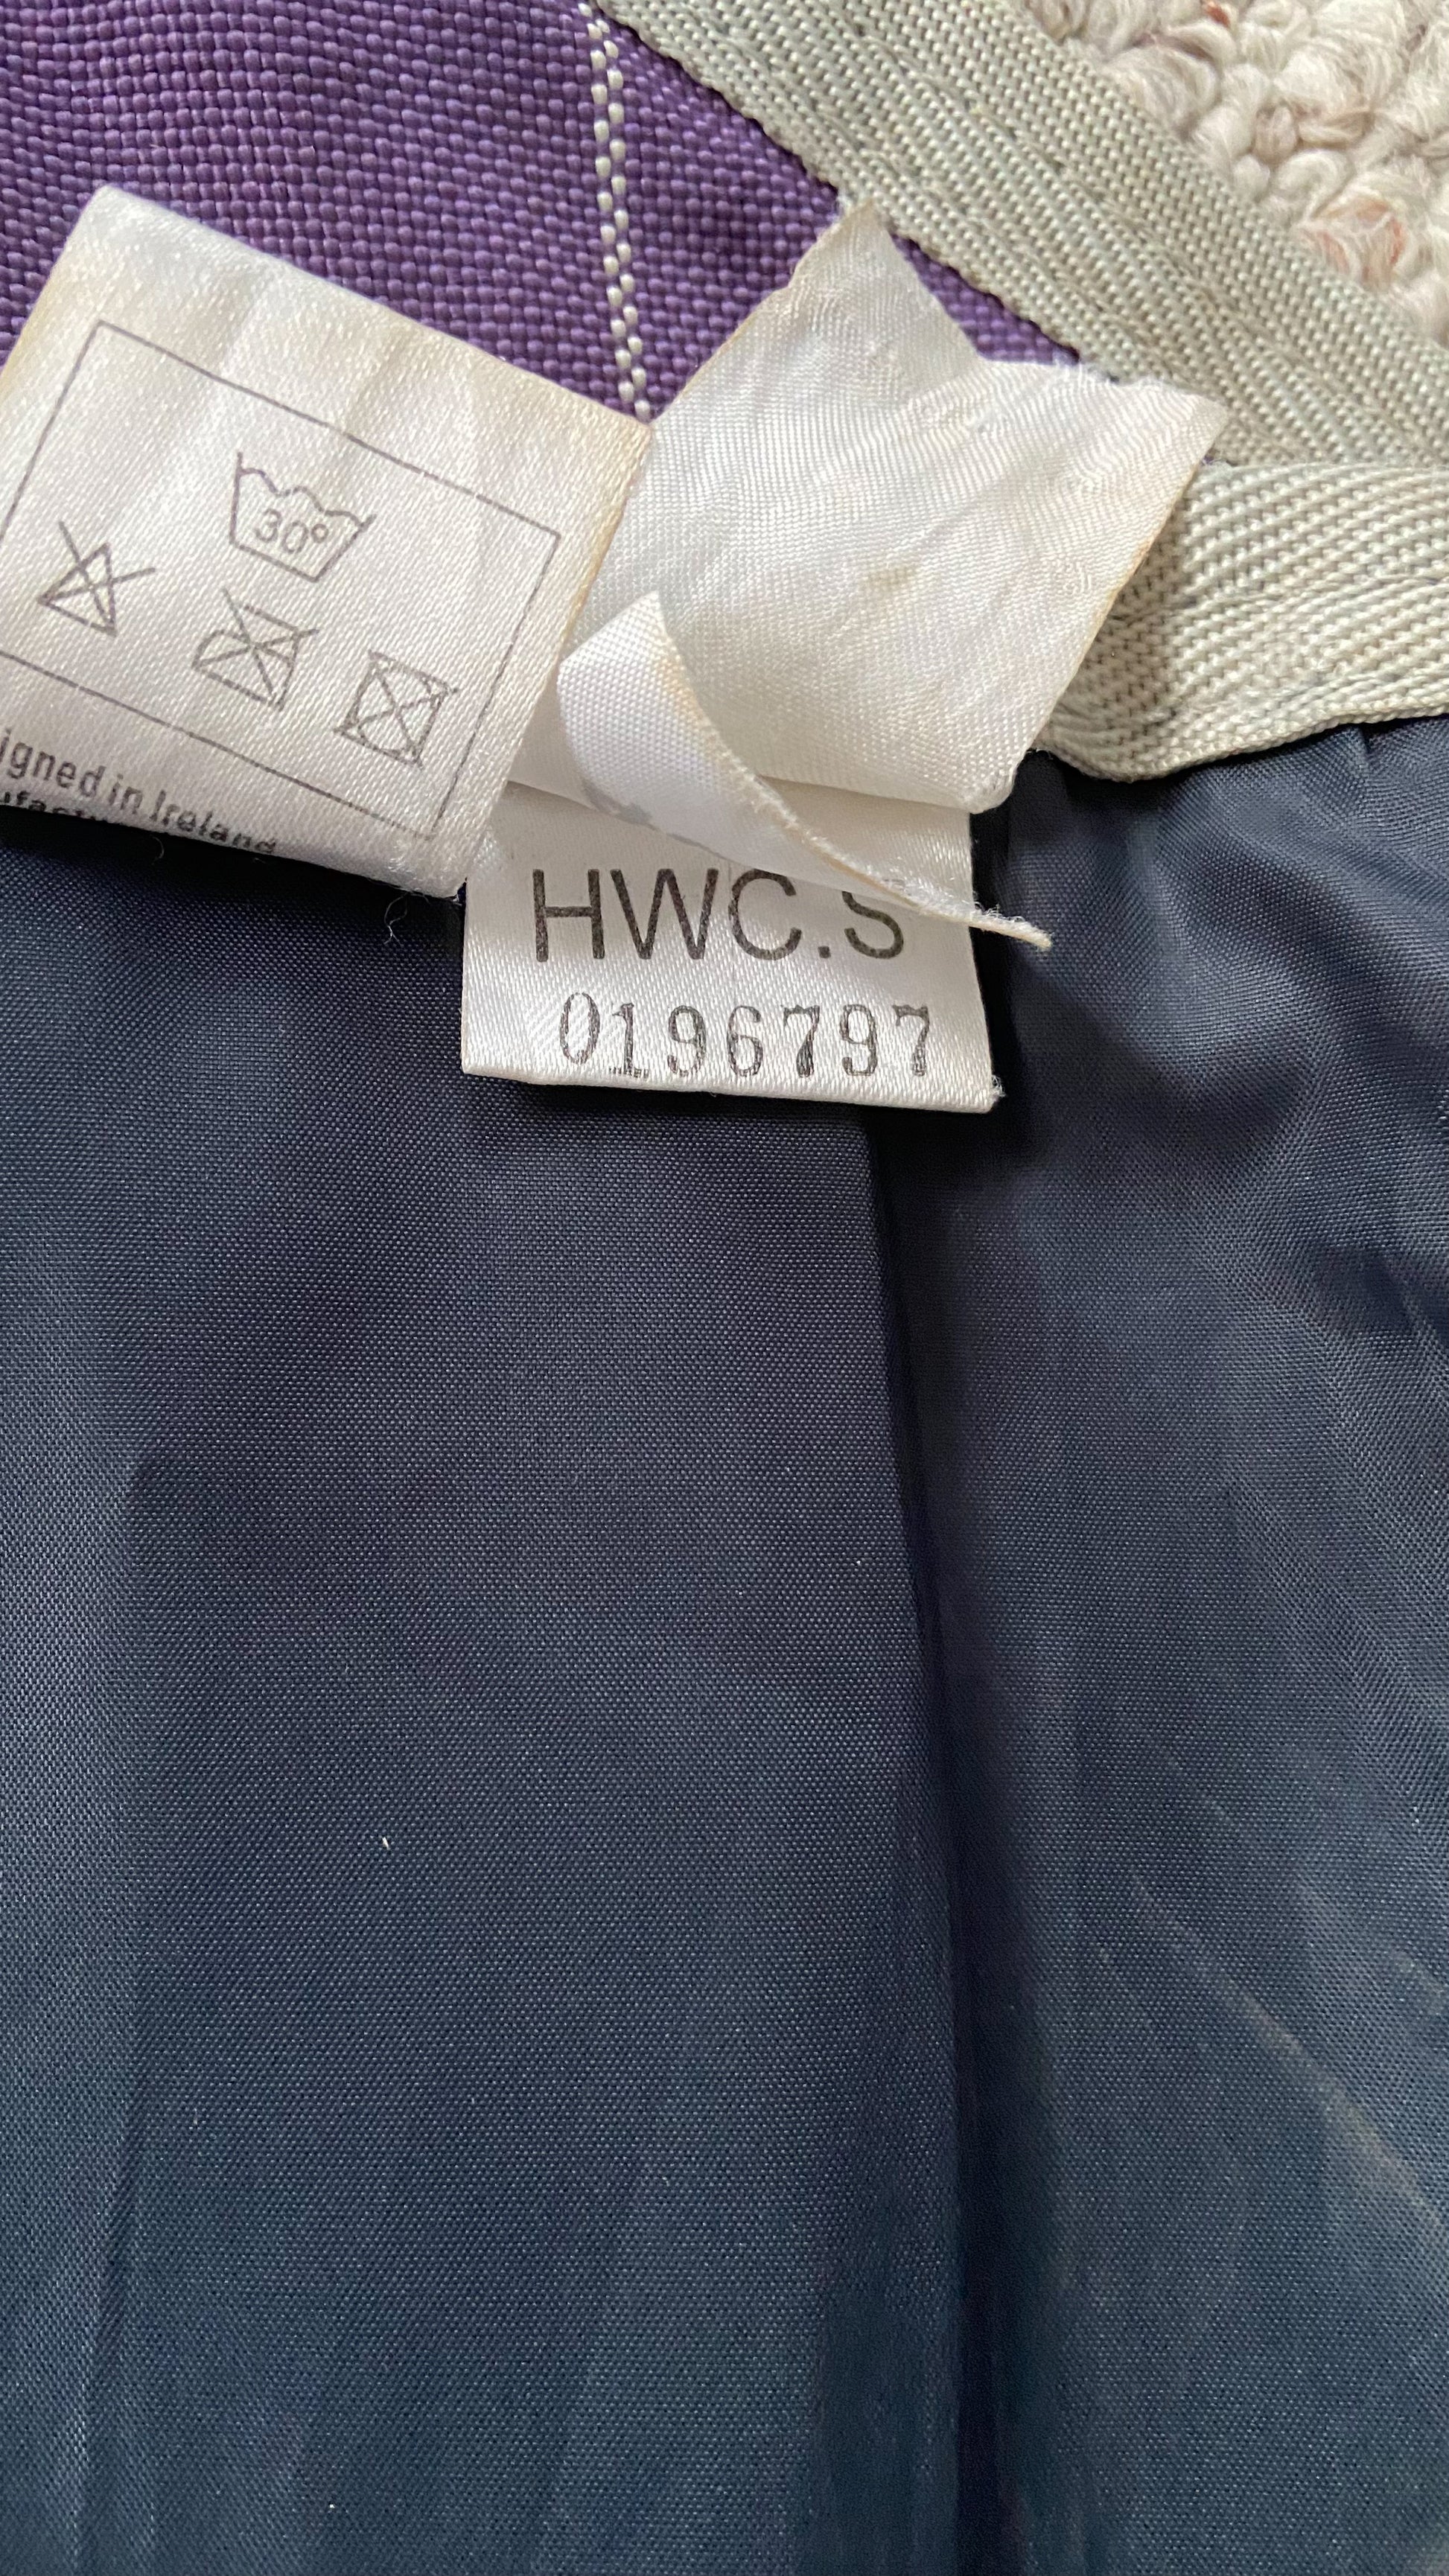 30°
igned in Ireland
HWC.S
0196797